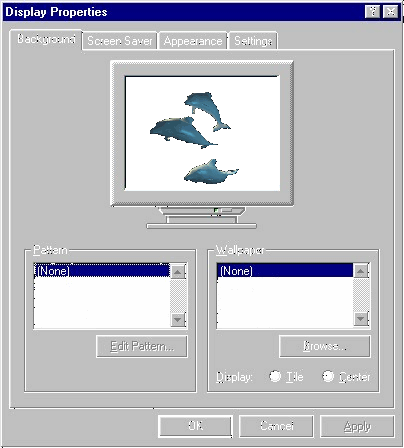 Display Properties
Background Screen Saver Appearance Settings
Pattern
(None)
Edit Pattern...
Wallpaper
(None)
Browse...
Display: Tile Center
OK Cancel Apply